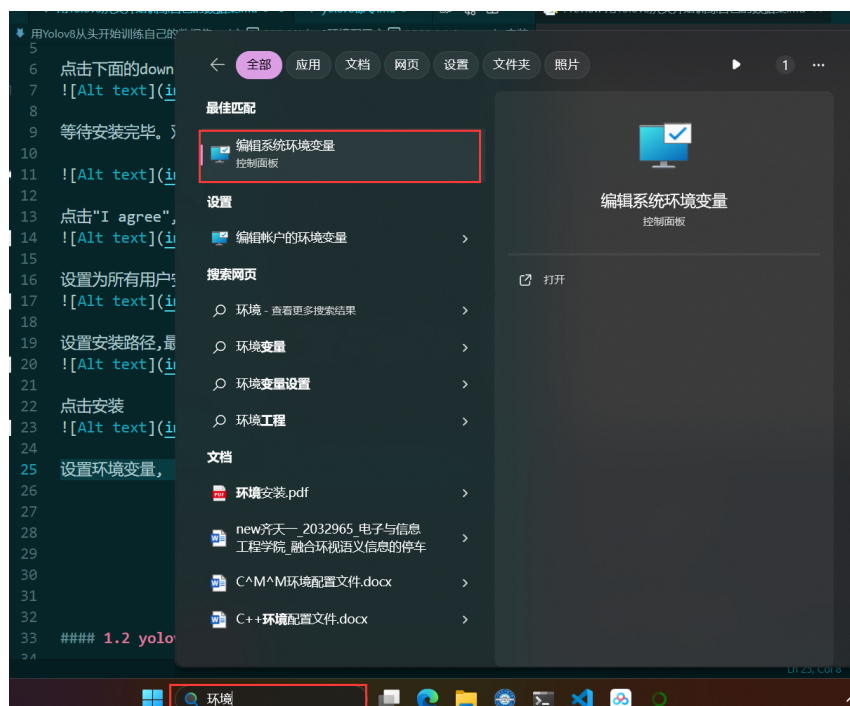 用Yolov8从头开始训练自己的
5
6 点击下面的down
7 ![Alt text](i
8
9 等待安装完毕。
10
11 ![Alt text](i
12
13 点击"I agree",
14 ![Alt text](i
15
16 设置为所有用户
17 ![Alt text](i
18
19 设置安装路径,最
20 ![Alt text](i
21
22 点击安装
23 ![Alt text](i
24
25 设置环境变量,
26
27
28
29
30
31
32
33 #### 1.2 yolo
34
全部 应用 文档 网页 设置 文件夹 照片 1 ...
最佳匹配
编辑系统环境变量
控制面板
设置
编辑帐户的环境变量
搜索网页
环境 - 查看更多搜索结果
环境变量
环境变量设置
环境工程
文档
环境安装.pdf
new齐天一_2032965_电子与信息
工程学院_融合环视语义信息的停车
C^M^M环境配置文件.docx
C++环境配置文件.docx
编辑系统环境变量
控制面板
打开
Ln 25, Col 8
环境